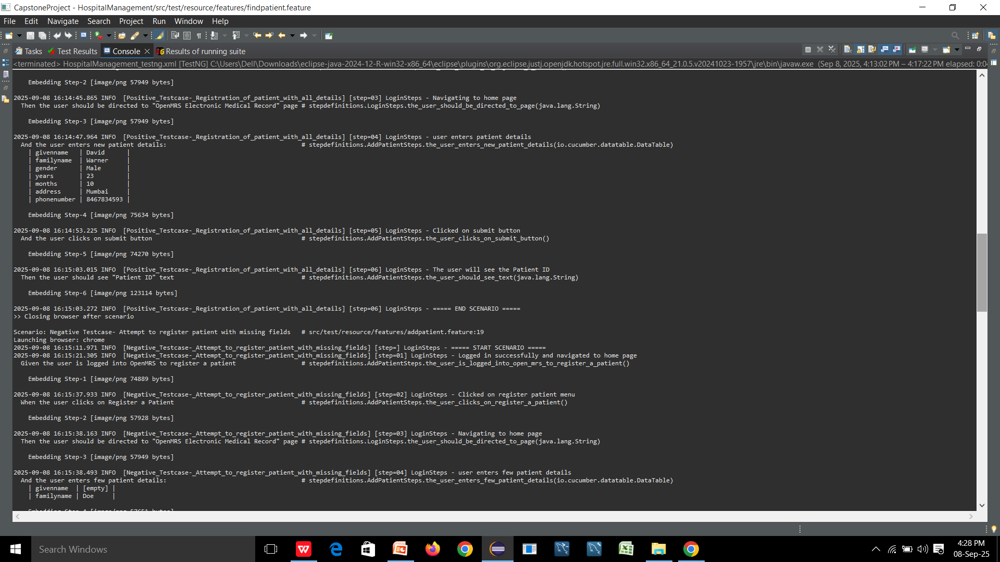 CapstoneProject - HospitalManagement/src/test/resource/features/findpatient.feature
File Edit Navigate Search Project Run Window Help
Tasks Test Results Console Results of running suite
<terminated> HospitalManagement_testng.xml [TestNG] C:\Users\Dell\Downloads\eclipse-java-2024-12-R-win32-x86_64\eclipse\plugins\org.eclipse.justj.openjdk.hotspot.jre.full.win32.x86_64_21.0.5.v20241023-1957\jre\bin\javaw.exe (Sep 8, 2025, 4:13:02 PM – 4:17:22 PM elapsed: 0:04
Embedding Step-2 [image/png 57949 bytes]
2025-09-08 16:14:45.865 INFO [Positive_Testcase-_Registration_of_patient_with_all_details] [step=03] LoginSteps - Navigating to home page
Then the user should be directed to "OpenMRS Electronic Medical Record" page # stepdefinitions.LoginSteps.the_user_should_be_directed_to_page(java.lang.String)
Embedding Step-3 [image/png 57949 bytes]
2025-09-08 16:14:47.964 INFO [Positive_Testcase-_Registration_of_patient_with_all_details] [step=04] LoginSteps - user enters patient details
And the user enters new patient details: # stepdefinitions.AddPatientSteps.the_user_enters_new_patient_details(io.cucumber.datatable.DataTable)
| givenname | David |
| familyname | Warner |
| gender | Male |
| years | 23 |
| months | 10 |
| address | Mumbai |
| phonenumber | 8467834593 |
Embedding Step-4 [image/png 75634 bytes]
2025-09-08 16:14:53.225 INFO [Positive_Testcase-_Registration_of_patient_with_all_details] [step=05] LoginSteps - Clicked on submit button
And the user clicks on submit button # stepdefinitions.AddPatientSteps.the_user_clicks_on_submit_button()
Embedding Step-5 [image/png 74270 bytes]
2025-09-08 16:15:03.015 INFO [Positive_Testcase-_Registration_of_patient_with_all_details] [step=06] LoginSteps - The user will see the Patient ID
Then the user should see "Patient ID" text # stepdefinitions.AddPatientSteps.the_user_should_see_text(java.lang.String)
Embedding Step-6 [image/png 123114 bytes]
2025-09-08 16:15:03.272 INFO [Positive_Testcase-_Registration_of_patient_with_all_details] [step=06] LoginSteps - ===== END SCENARIO =====
>> Closing browser after scenario
Scenario: Negative Testcase- Attempt to register patient with missing fields # src/test/resource/features/addpatient.feature:19
Launching browser: chrome
2025-09-08 16:15:11.971 INFO [Negative_Testcase-_Attempt_to_register_patient_with_missing_fields] [step=] LoginSteps - ===== START SCENARIO =====
2025-09-08 16:15:21.305 INFO [Negative_Testcase-_Attempt_to_register_patient_with_missing_fields] [step=01] LoginSteps - Logged in successfully and navigated to home page
Given the user is logged into OpenMRS to register a patient # stepdefinitions.AddPatientSteps.the_user_is_logged_into_open_mrs_to_register_a_patient()
Embedding Step-1 [image/png 74889 bytes]
2025-09-08 16:15:37.933 INFO [Negative_Testcase-_Attempt_to_register_patient_with_missing_fields] [step=02] LoginSteps - Clicked on register patient menu
When the user clicks on Register a Patient # stepdefinitions.AddPatientSteps.the_user_clicks_on_register_a_patient()
Embedding Step-2 [image/png 57928 bytes]
2025-09-08 16:15:38.163 INFO [Negative_Testcase-_Attempt_to_register_patient_with_missing_fields] [step=03] LoginSteps - Navigating to home page
Then the user should be directed to "OpenMRS Electronic Medical Record" page # stepdefinitions.LoginSteps.the_user_should_be_directed_to_page(java.lang.String)
Embedding Step-3 [image/png 57949 bytes]
2025-09-08 16:15:38.493 INFO [Negative_Testcase-_Attempt_to_register_patient_with_missing_fields] [step=04] LoginSteps - user enters few patient details
And the user enters few patient details: # stepdefinitions.AddPatientSteps.the_user_enters_few_patient_details(io.cucumber.datatable.DataTable)
| givenname | [empty] |
| familyname | Doe |
Search Windows
4:28 PM
08-Sep-25